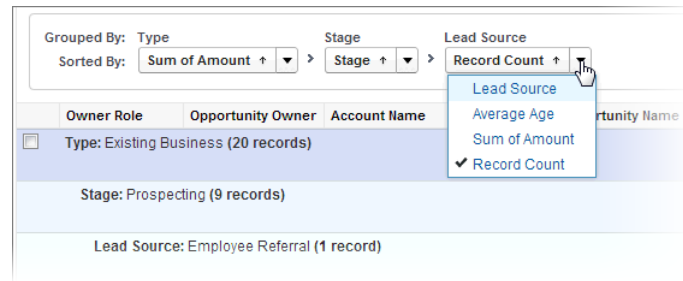 Grouped By: Type Stage Lead Source
Sorted By: Sum of Amount ↑ > Stage ↑ > Record Count ↑
Lead Source
Average Age
Sum of Amount
✔ Record Count
Owner Role Opportunity Owner Account Name rtunity Name
Type: Existing Business (20 records)
Stage: Prospecting (9 records)
Lead Source: Employee Referral (1 record)